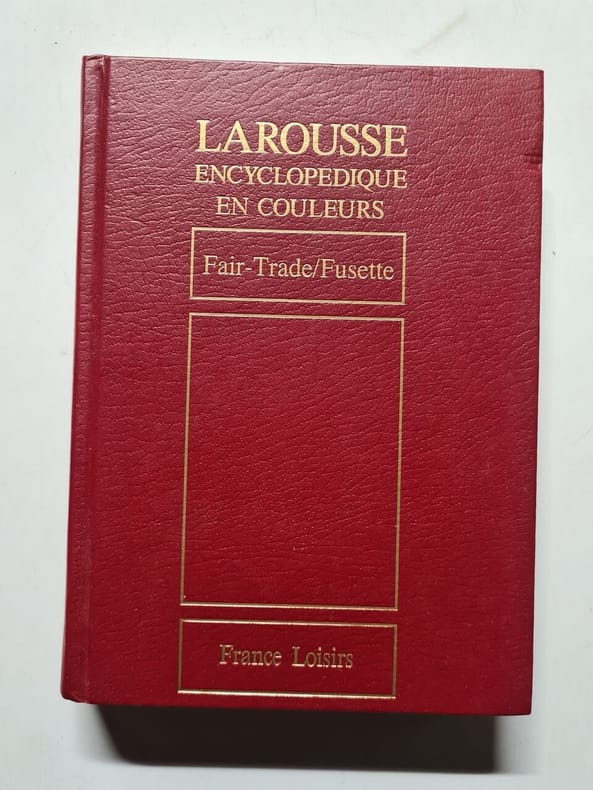 LAROUSSE
ENCYCLOPEDIQUE
EN COULEURS
Fair-Trade/Fusette
France Loisirs